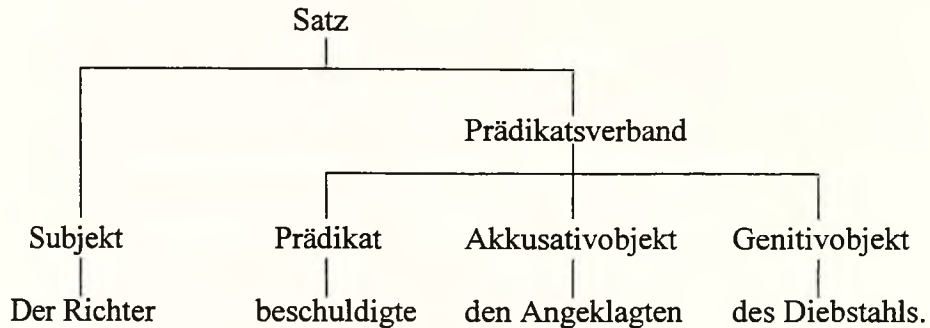 Satz
Prädikatsverband
Subjekt Prädikat Akkusativobjekt Genitivobjekt
Der Richter beschuldigte den Angeklagten des Diebstahls.